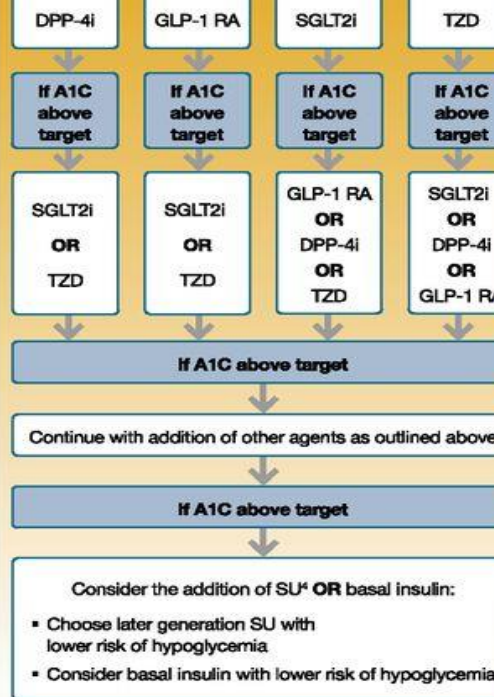 DPP-4i
GLP-1 RA
SGLT2i
TZD
If A1C
above
target
If A1C
above
target
If A1C
above
target
If A1C
above
target
SGLT2i
OR
TZD
SGLT2i
OR
TZD
GLP-1 RA
OR
DPP-4i
OR
TZD
SGLT2i
OR
DPP-4i
OR
GLP-1 RA
If A1C above target
Continue with addition of other agents as outlined above
If A1C above target
Consider the addition of SU⁴ OR basal insulin:
▪ Choose later generation SU with
lower risk of hypoglycemia
▪ Consider basal insulin with lower risk of hypoglycemia